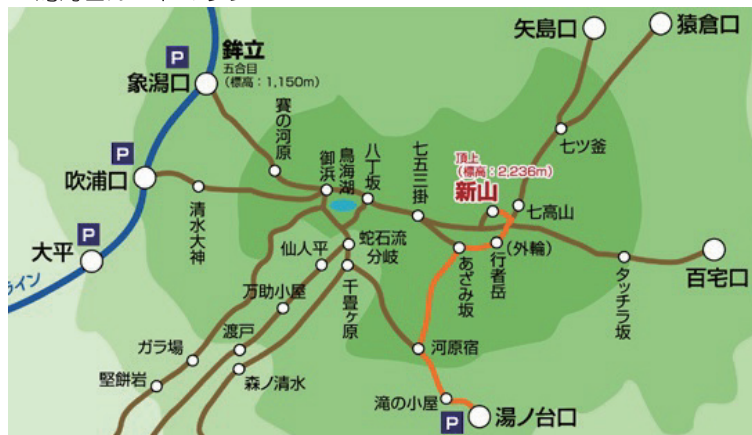 矢島口
猿倉口
P
鉾立
五合目
(標高:1,150m)
象潟口
賽の河原
七ツ釜
P
吹浦口
清水大神
御浜
鳥海湖
八丁坂
七五三掛
頂上
(標高:2,236m)
新山
七高山
(外輪)
行者岳
あざみ坂
タッチラ坂
百宅口
P
大平
ライン
仙人平
蛇石流
分岐
千畳ヶ原
万助小屋
渡戸
ガラ場
堅餅岩
森ノ清水
河原宿
滝の小屋
P
湯ノ台口